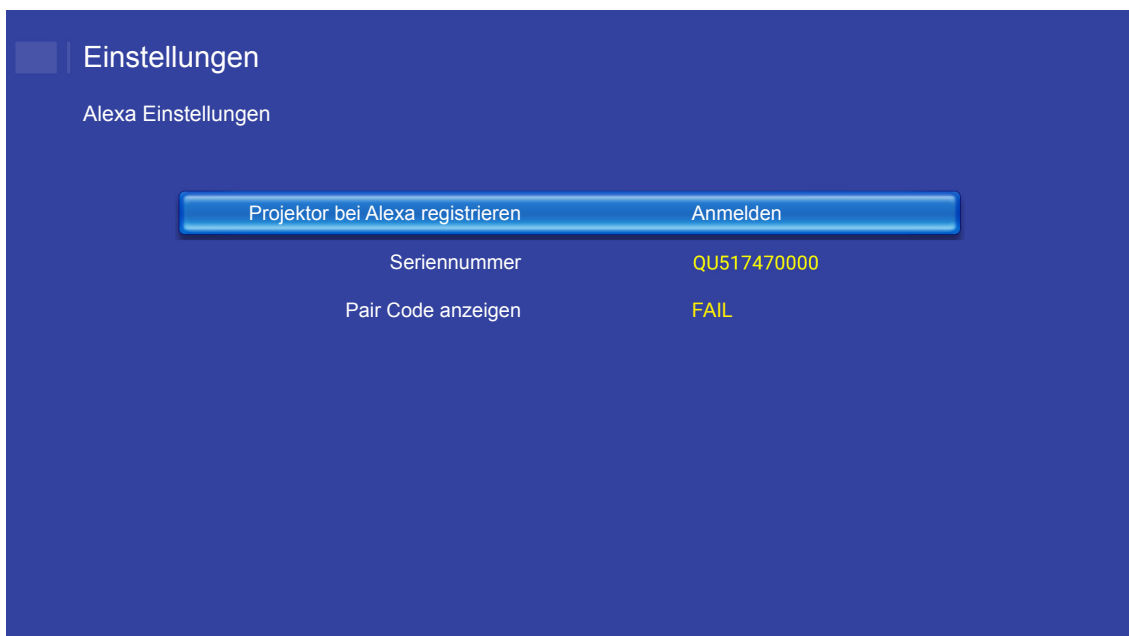 Einstellungen
Alexa Einstellungen
Projektor bei Alexa registrieren Anmelden
Seriennummer QU517470000
Pair Code anzeigen FAIL